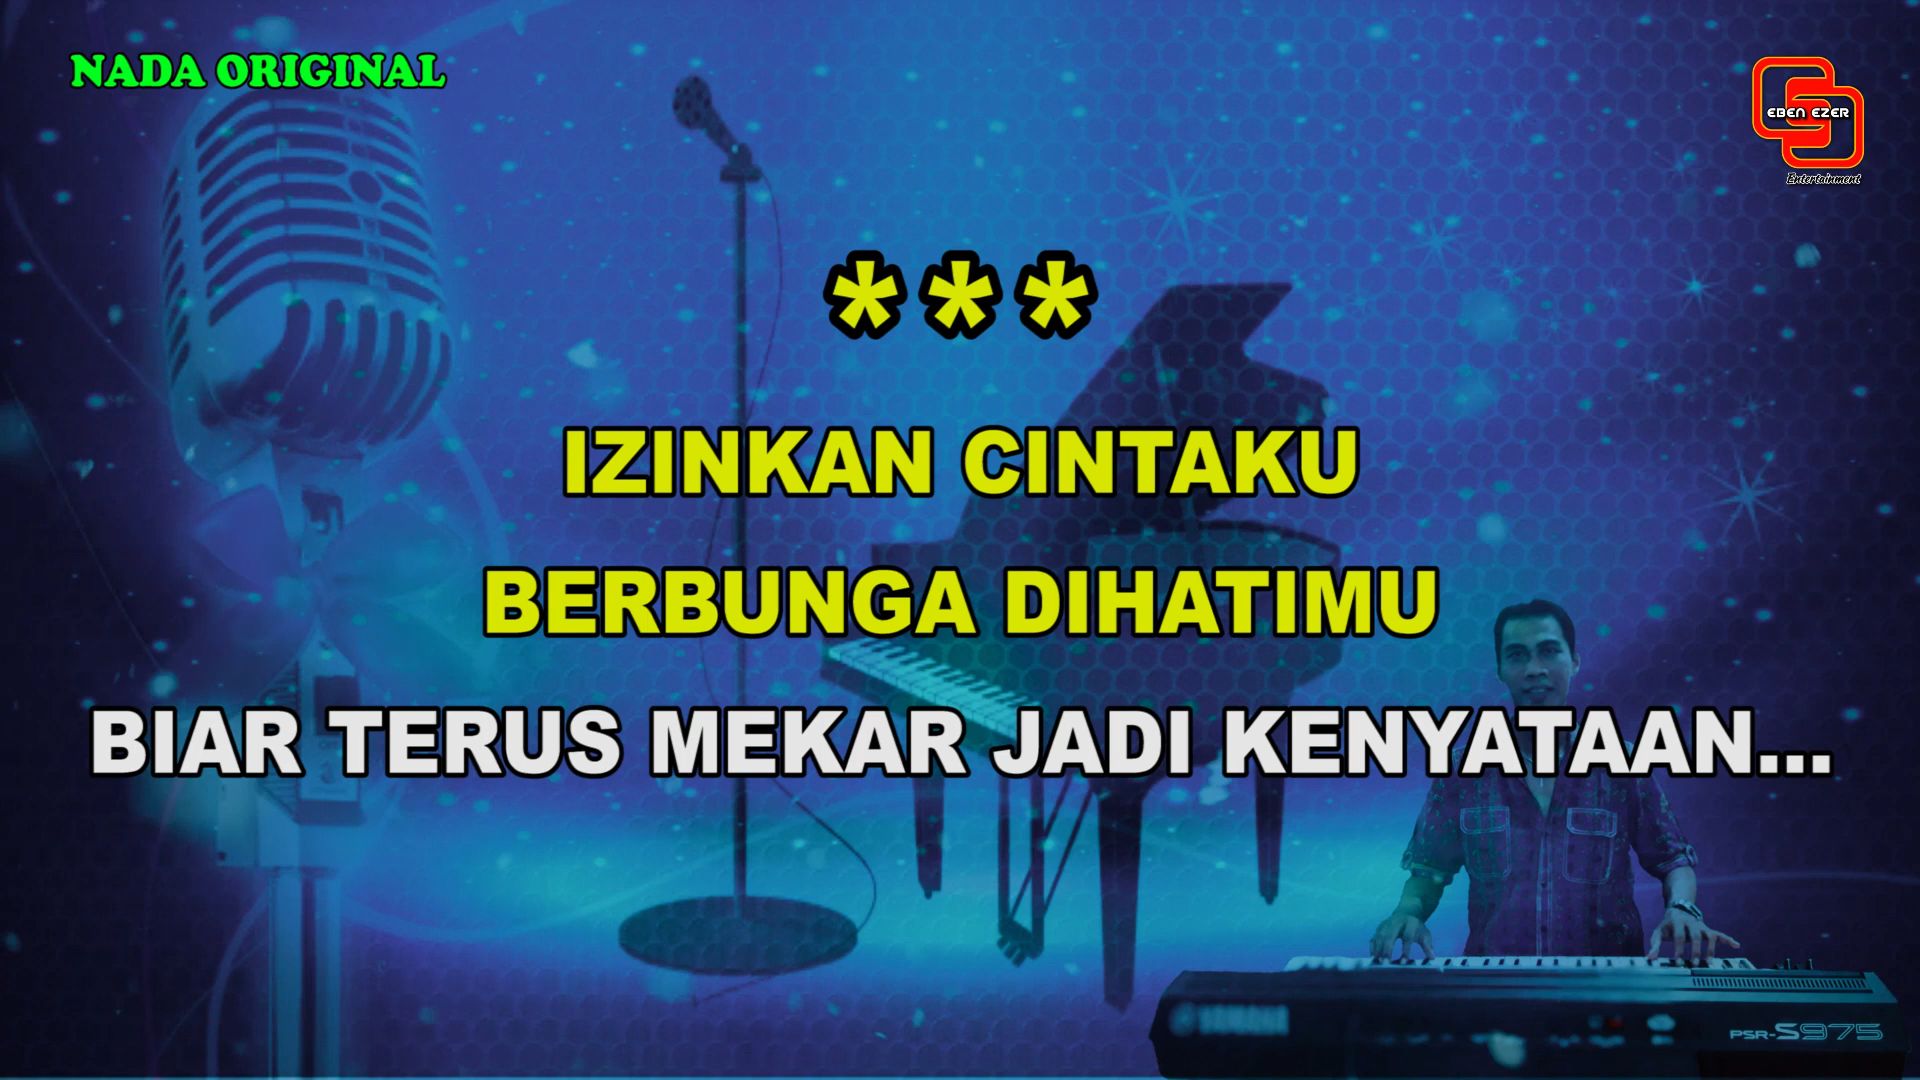 NADA ORIGINAL
EBEN EZER
Entertainment
***
IZINKAN CINTAKU
BERBUNGA DIHATIMU
BIAR TERUS MEKAR JADI KENYATAAN...
YAMAHA
PSR-S975